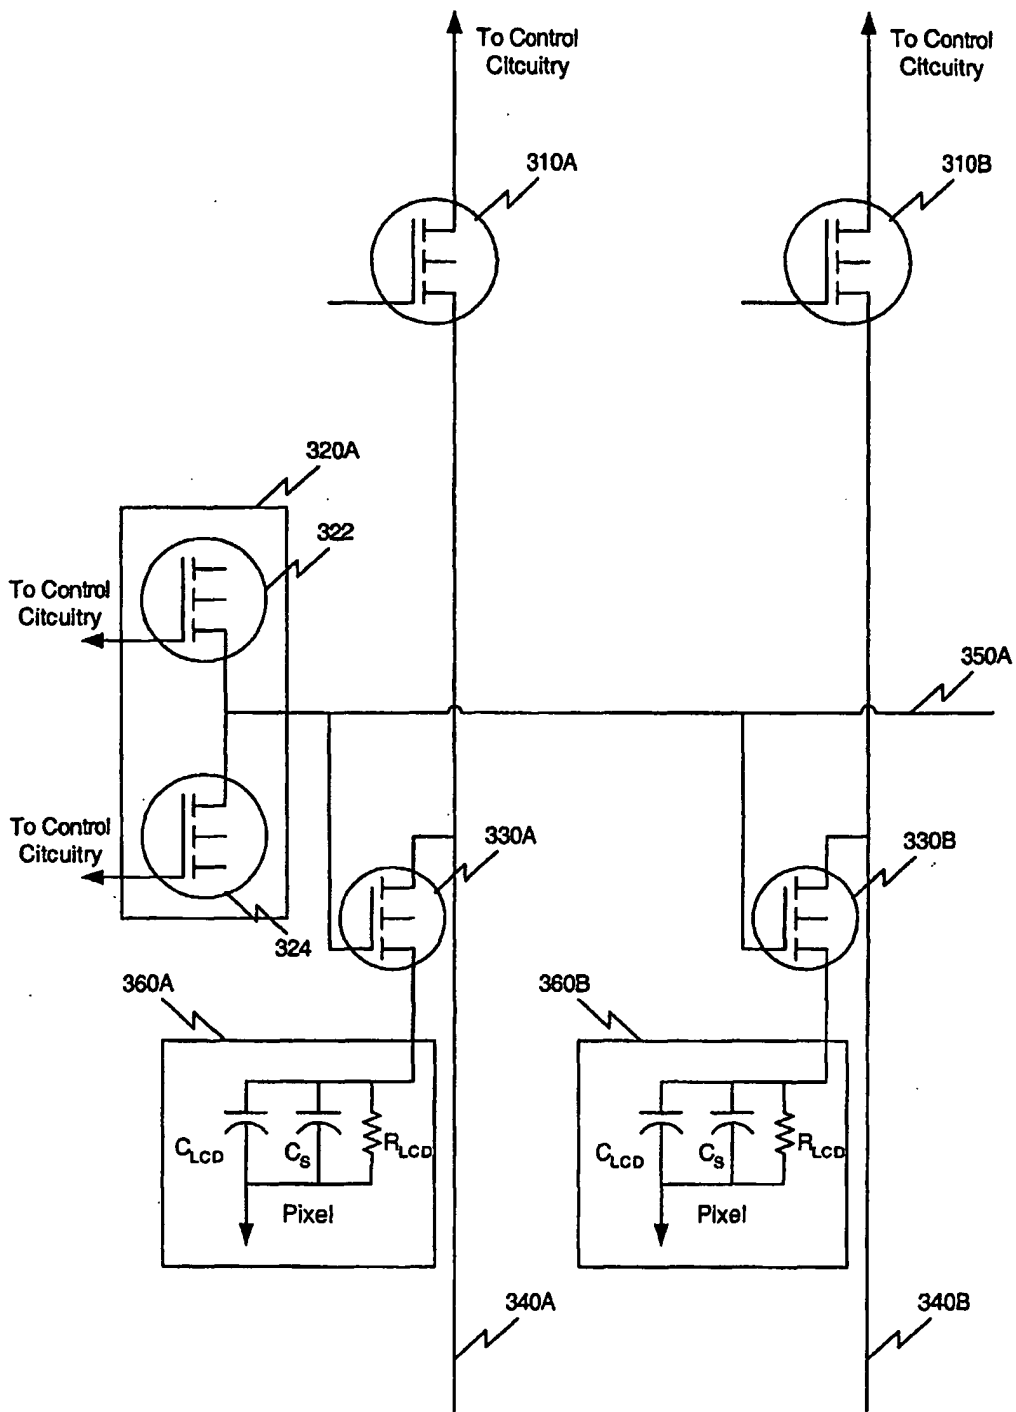 To Control
Citcuitry
To Control
Citcuitry
310A
310B
320A
322
To Control
Citcuitry
350A
To Control
Citcuitry
330A
330B
324
360A
360B
CLCD
CS
RLCD
Pixel
CLCD
CS
RLCD
Pixel
340A
340B